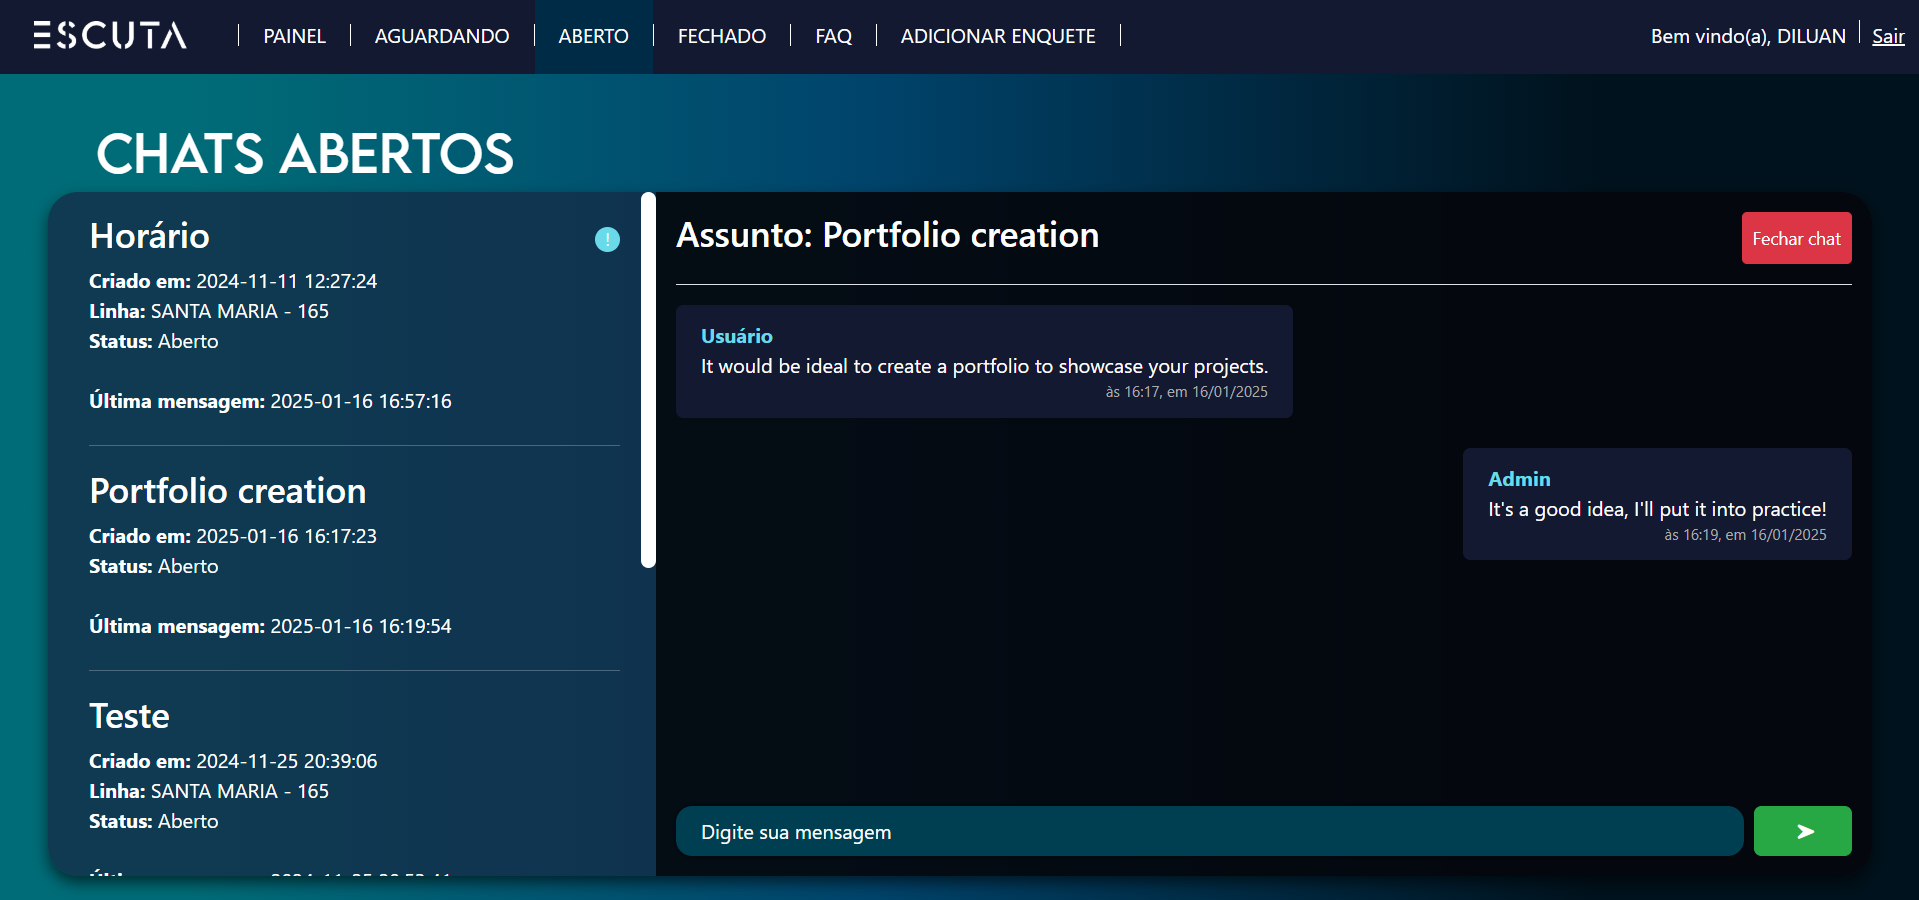 ESCUTA
PAINEL
AGUARDANDO
ABERTO
FECHADO
FAQ
ADICIONAR ENQUETE
Bem vindo(a), DILUAN
Sair
CHATS ABERTOS
Horário
!
Criado em: 2024-11-11 12:27:24
Linha: SANTA MARIA - 165
Status: Aberto
Última mensagem: 2025-01-16 16:57:16
Portfolio creation
Criado em: 2025-01-16 16:17:23
Status: Aberto
Última mensagem: 2025-01-16 16:19:54
Teste
Criado em: 2024-11-25 20:39:06
Linha: SANTA MARIA - 165
Status: Aberto
Assunto: Portfolio creation
Fechar chat
Usuário
It would be ideal to create a portfolio to showcase your projects.
às 16:17, em 16/01/2025
Admin
It's a good idea, I'll put it into practice!
às 16:19, em 16/01/2025
Digite sua mensagem